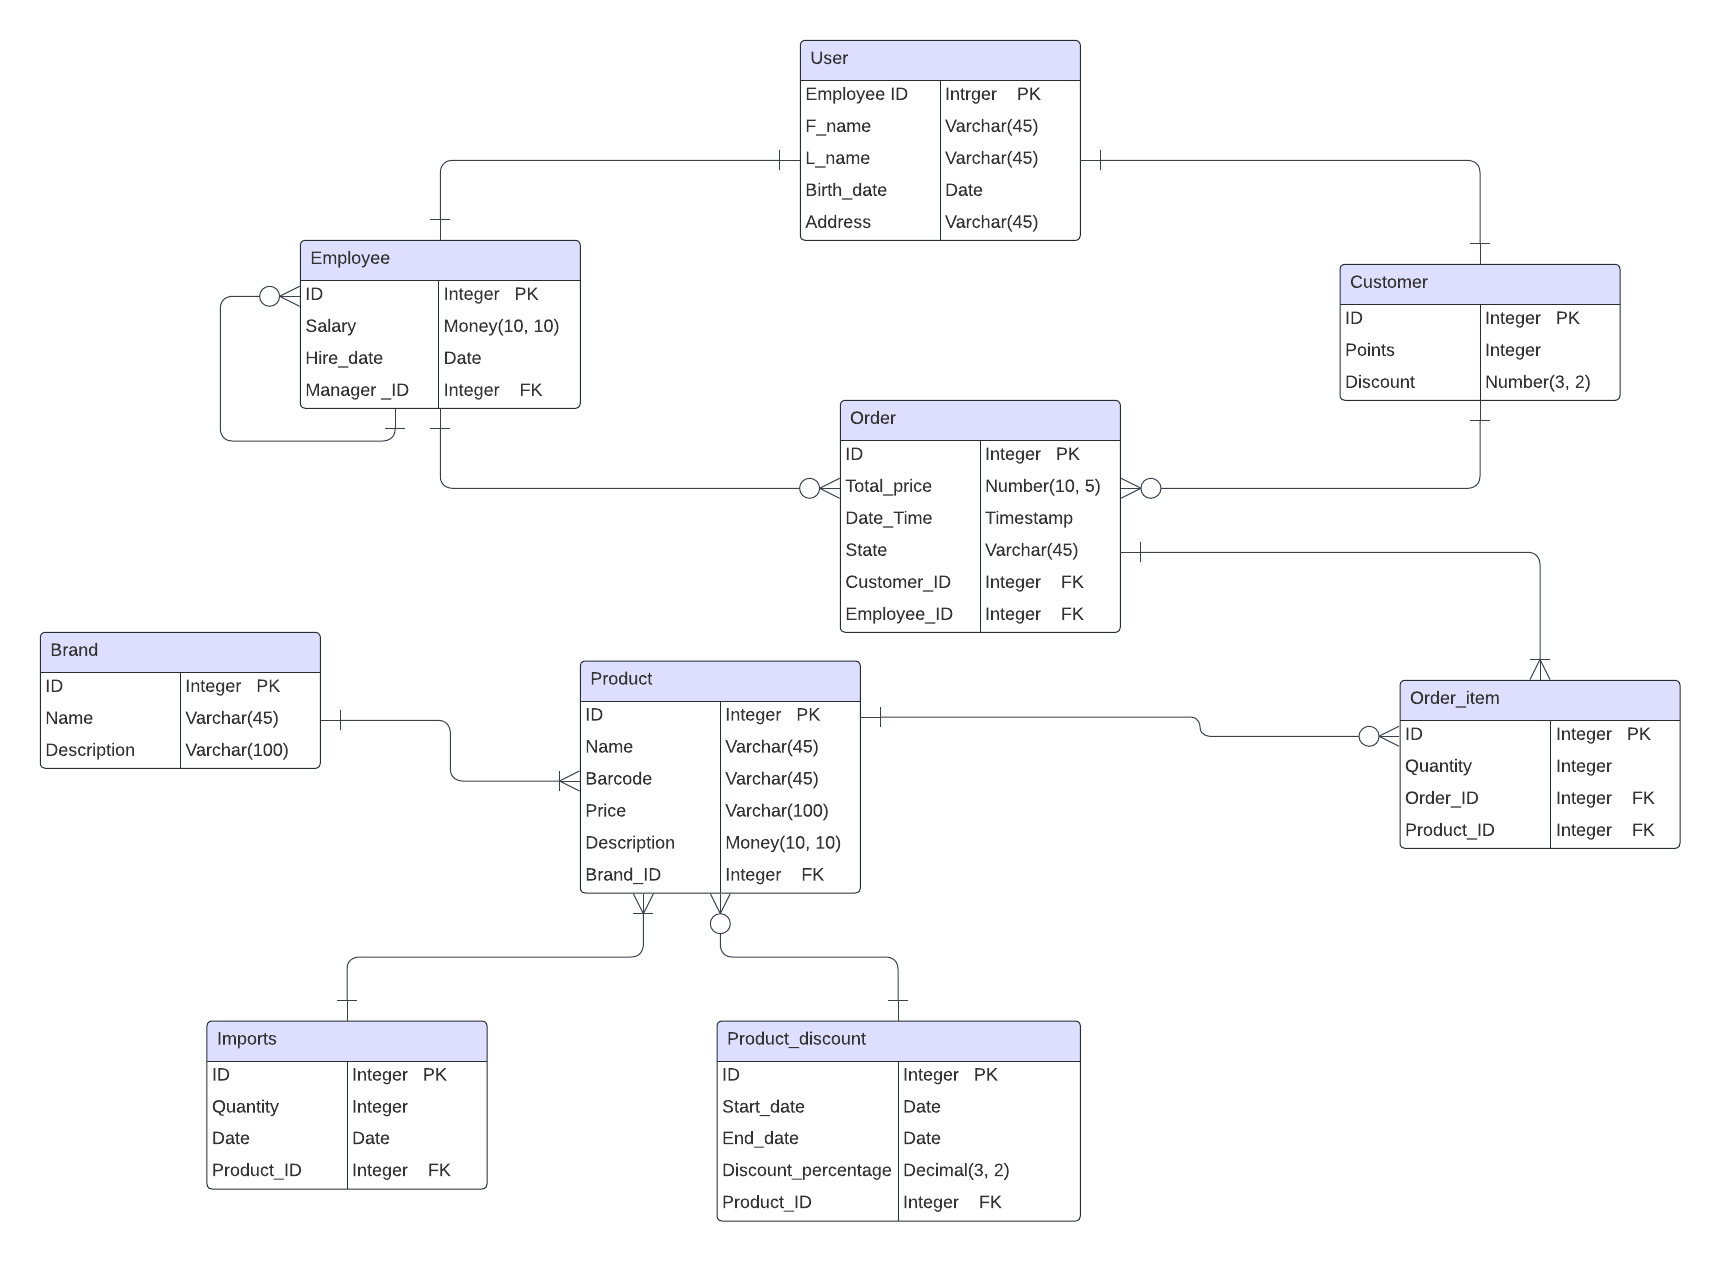 User
Employee ID Intrger PK
F_name Varchar(45)
L_name Varchar(45)
Birth_date Date
Address Varchar(45)
Employee
ID Integer PK
Salary Money(10, 10)
Hire_date Date
Manager _ID Integer FK
Customer
ID Integer PK
Points Integer
Discount Number(3, 2)
Order
ID Integer PK
Total_price Number(10, 5)
Date_Time Timestamp
State Varchar(45)
Customer_ID Integer FK
Employee_ID Integer FK
Brand
ID Integer PK
Name Varchar(45)
Description Varchar(100)
Product
ID Integer PK
Name Varchar(45)
Barcode Varchar(45)
Price Varchar(100)
Description Money(10, 10)
Brand_ID Integer FK
Order_item
ID Integer PK
Quantity Integer
Order_ID Integer FK
Product_ID Integer FK
Imports
ID Integer PK
Quantity Integer
Date Date
Product_ID Integer FK
Product_discount
ID Integer PK
Start_date Date
End_date Date
Discount_percentage Decimal(3, 2)
Product_ID Integer FK